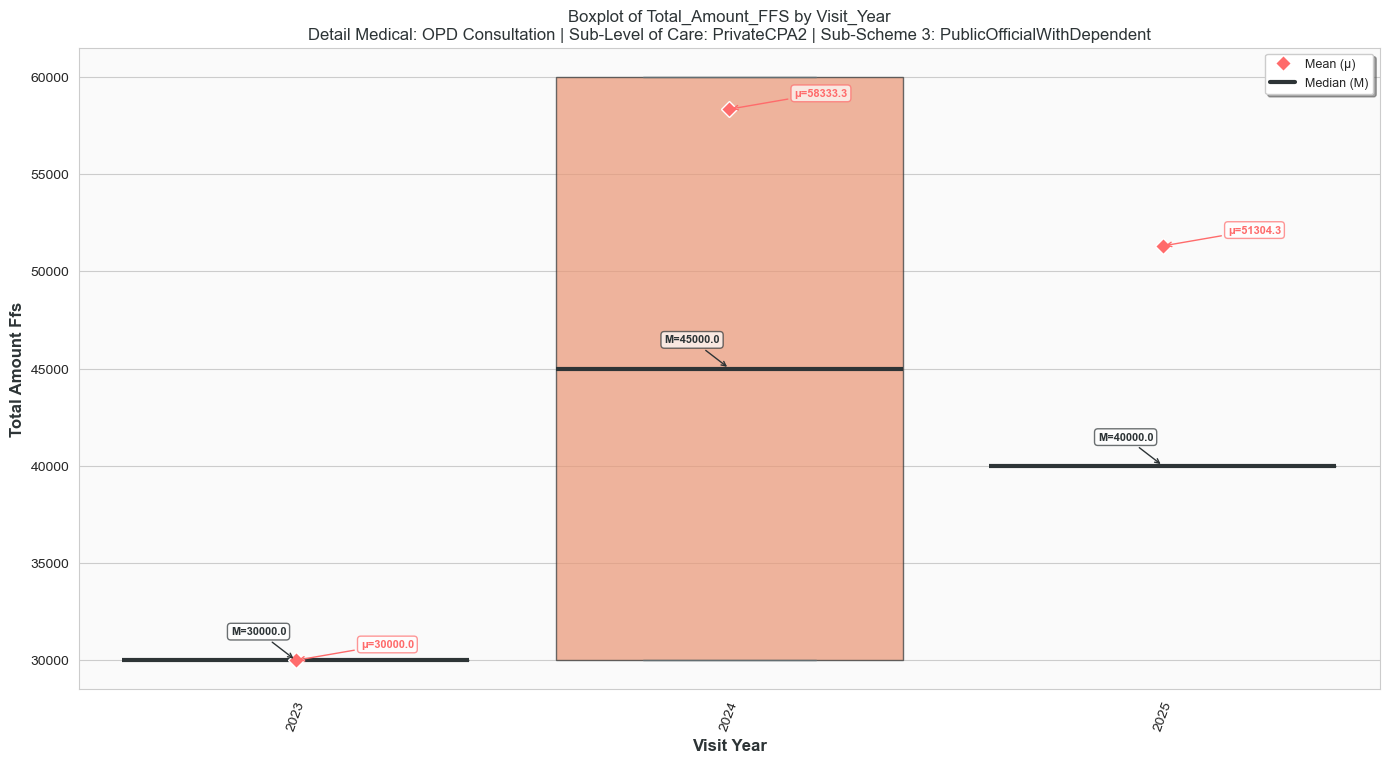 Boxplot of Total_Amount_FFS by Visit_Year
Detail Medical: OPD Consultation | Sub-Level of Care: PrivateCPA2 | Sub-Scheme 3: PublicOfficialWithDependent
Mean (μ)
Median (M)
Total Amount Ffs
60000
55000
50000
45000
40000
35000
30000
μ=58333.3
μ=51304.3
M=45000.0
M=40000.0
M=30000.0
μ=30000.0
2023
2024
2025
Visit Year